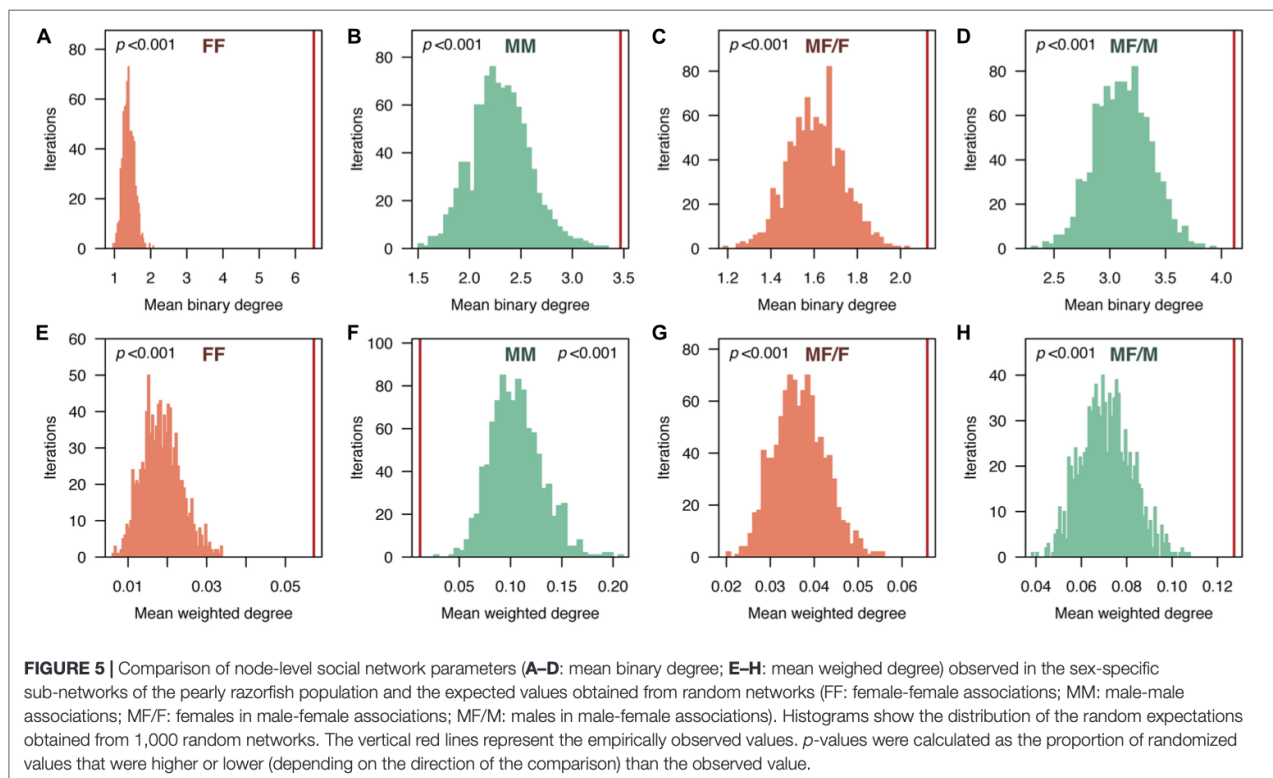 A
p<0.001 FF
80
60
40
20
0
Iterations
1 2 3 4 5 6
Mean binary degree
B
p<0.001 MM
80
60
40
20
0
Iterations
1.5 2.0 2.5 3.0 3.5
Mean binary degree
C
p<0.001 MF/F
80
60
40
20
0
Iterations
1.2 1.4 1.6 1.8 2.0
Mean binary degree
D
p<0.001 MF/M
80
60
40
20
0
Iterations
2.5 3.0 3.5 4.0
Mean binary degree
E
p<0.001 FF
60
50
40
30
20
10
0
Iterations
0.01 0.03 0.05
Mean weighted degree
F
MM p<0.001
100
80
60
40
20
0
Iterations
0.05 0.10 0.15 0.20
Mean weighted degree
G
p<0.001 MF/F
80
60
40
20
0
Iterations
0.02 0.03 0.04 0.06
Mean weighted degree
H
p<0.001 MF/M
40
30
20
10
0
Iterations
0.04 0.06 0.08 0.10 0.12
Mean weighted degree
FIGURE 5 | Comparison of node-level social network parameters (A–D: mean binary degree; E–H: mean weighed degree) observed in the sex-specific
sub-networks of the pearly razorfish population and the expected values obtained from random networks (FF: female-female associations; MM: male-male
associations; MF/F: females in male-female associations; MF/M: males in male-female associations). Histograms show the distribution of the random expectations
obtained from 1,000 random networks. The vertical red lines represent the empirically observed values. p-values were calculated as the proportion of randomized
values that were higher or lower (depending on the direction of the comparison) than the observed value.